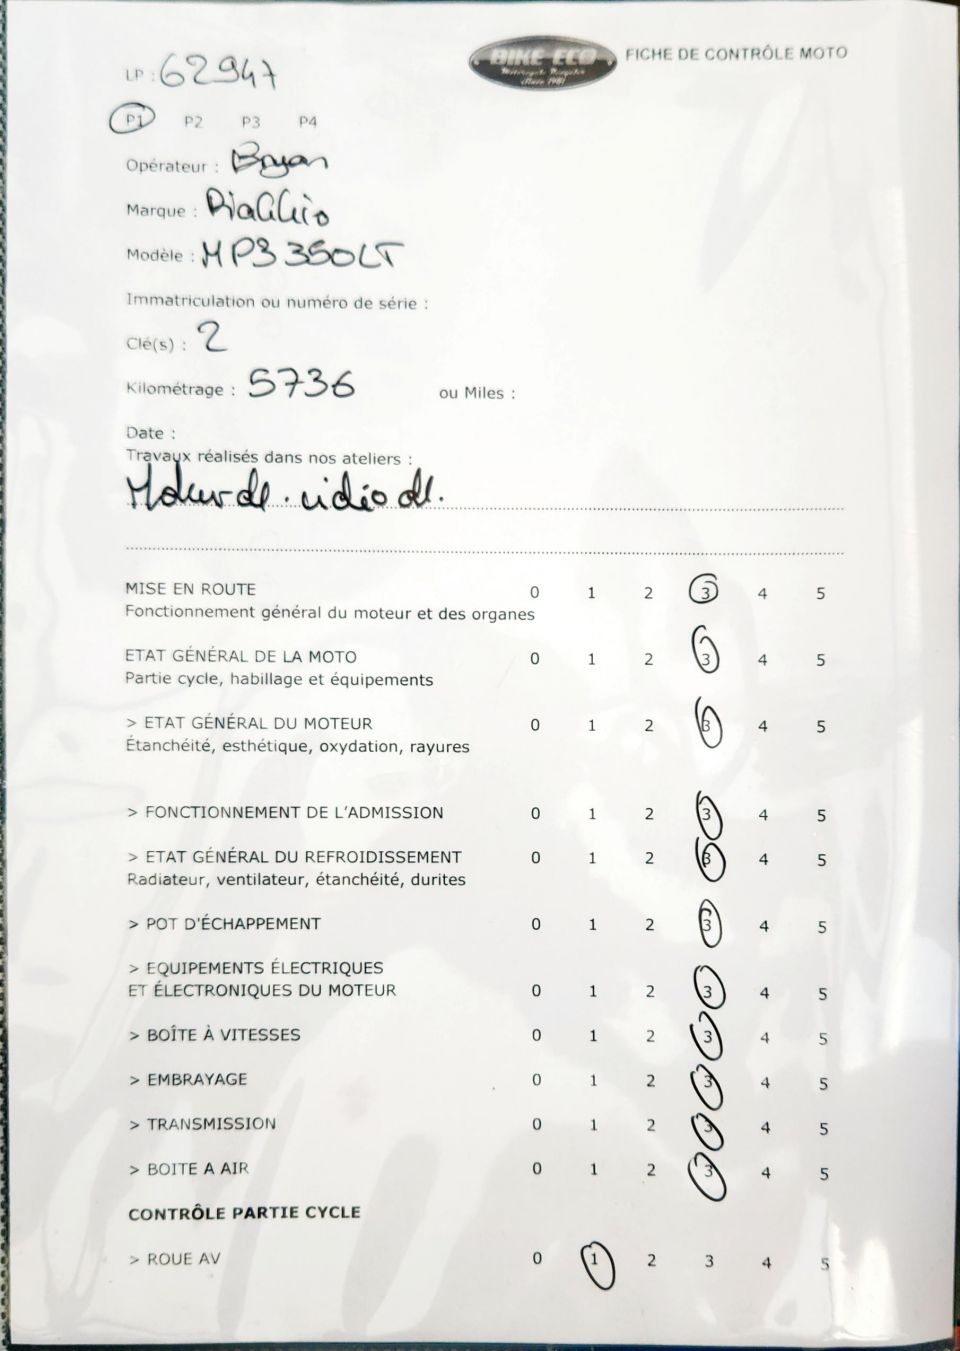 BIKE ECO
Motorcycle Recycler
Since 1981
FICHE DE CONTRÔLE MOTO
LP : 62947
P1 P2 P3 P4
Opérateur : Bryan
Marque : Piaggio
Modèle : MP3 350LT
Immatriculation ou numéro de série :
Clé(s) : 2
Kilométrage : 5736 ou Miles :
Date :
Travaux réalisés dans nos ateliers :
Moteur ok. vidéo ok.
MISE EN ROUTE 0 1 2 3 4 5
Fonctionnement général du moteur et des organes
ETAT GÉNÉRAL DE LA MOTO 0 1 2 3 4 5
Partie cycle, habillage et équipements
> ETAT GÉNÉRAL DU MOTEUR 0 1 2 3 4 5
Étanchéité, esthétique, oxydation, rayures
> FONCTIONNEMENT DE L'ADMISSION 0 1 2 3 4 5
> ETAT GÉNÉRAL DU REFROIDISSEMENT 0 1 2 3 4 5
Radiateur, ventilateur, étanchéité, durites
> POT D'ÉCHAPPEMENT 0 1 2 3 4 5
> EQUIPEMENTS ÉLECTRIQUES
ET ÉLECTRONIQUES DU MOTEUR 0 1 2 3 4 5
> BOÎTE À VITESSES 0 1 2 3 4 5
> EMBRAYAGE 0 1 2 3 4 5
> TRANSMISSION 0 1 2 3 4 5
> BOITE A AIR 0 1 2 3 4 5
CONTRÔLE PARTIE CYCLE
> ROUE AV 0 1 2 3 4 5